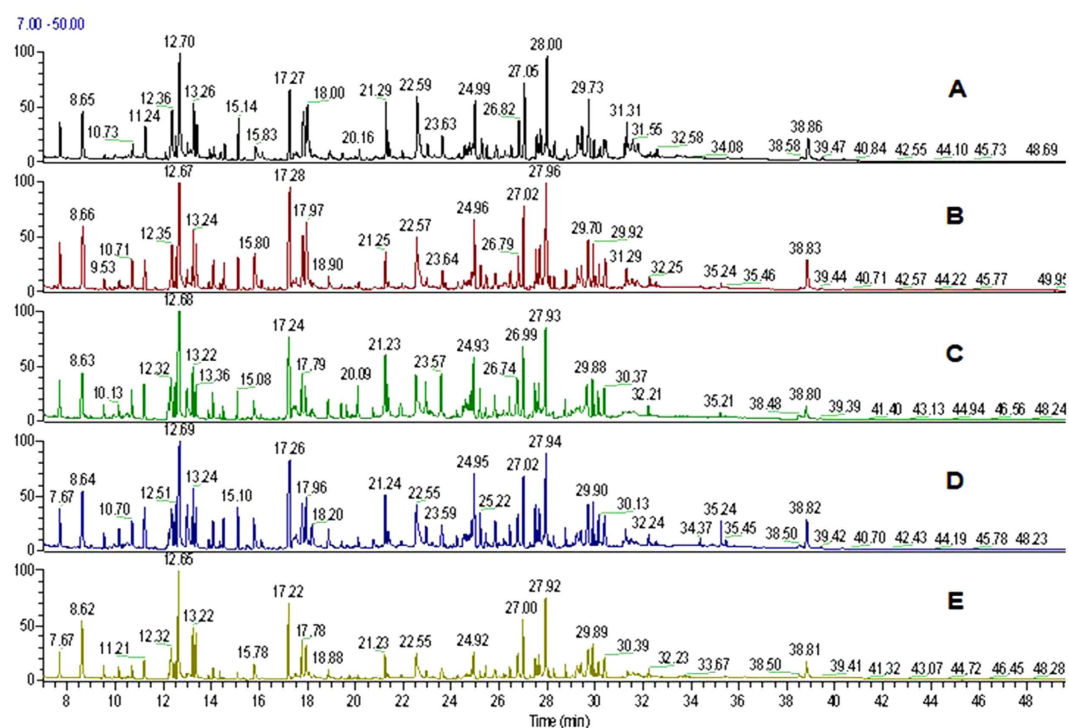 7.00 - 50.00
12.70 28.00
100 17.27 22.59 27.05 A
8.65 12.36 13.26 18.00 21.29 24.99 29.73
50 11.24 15.14 26.82 31.31
10.73 15.83 20.16 23.63 31.55 32.58 34.08 38.58 38.86 39.47 40.84 42.55 44.10 45.73 48.69
0
12.67 17.28 27.96
100 27.02 B
8.66 13.24 17.97 22.57 24.96 29.70
50 12.35 21.25 26.79 29.92
9.53 10.71 15.80 18.90 23.64 31.29 32.25 35.24 35.46 38.83 39.44 40.71 42.57 44.22 45.77 49.95
0
12.68 27.93
100 17.24 26.99 C
8.63 13.22 21.23 24.93
50 12.32 13.36 17.79 23.57 26.74 29.88
10.13 15.08 20.09 30.37 32.21 35.21 38.48 38.80 39.39 41.40 43.13 44.94 46.56 48.24
0
12.69 27.94
100 17.26 24.95 27.02 D
7.67 8.64 12.51 13.24 17.96 21.24 29.90
50 10.70 15.10 18.20 22.55 23.59 25.22 30.13
32.24 34.37 35.24 35.45 38.50 38.82 39.42 40.70 42.43 44.19 45.78 48.23
0
12.65 27.92
100 17.22 27.00 E
8.62 13.22
50 7.67 12.32 17.78 22.55 24.92 29.89
11.21 15.78 18.88 21.23 30.39 32.23 33.67 38.50 38.81 39.41 41.32 43.07 44.72 46.45 48.28
0
8 10 12 14 16 18 20 22 24 26 28 30 32 34 36 38 40 42 44 46 48
Time (min)